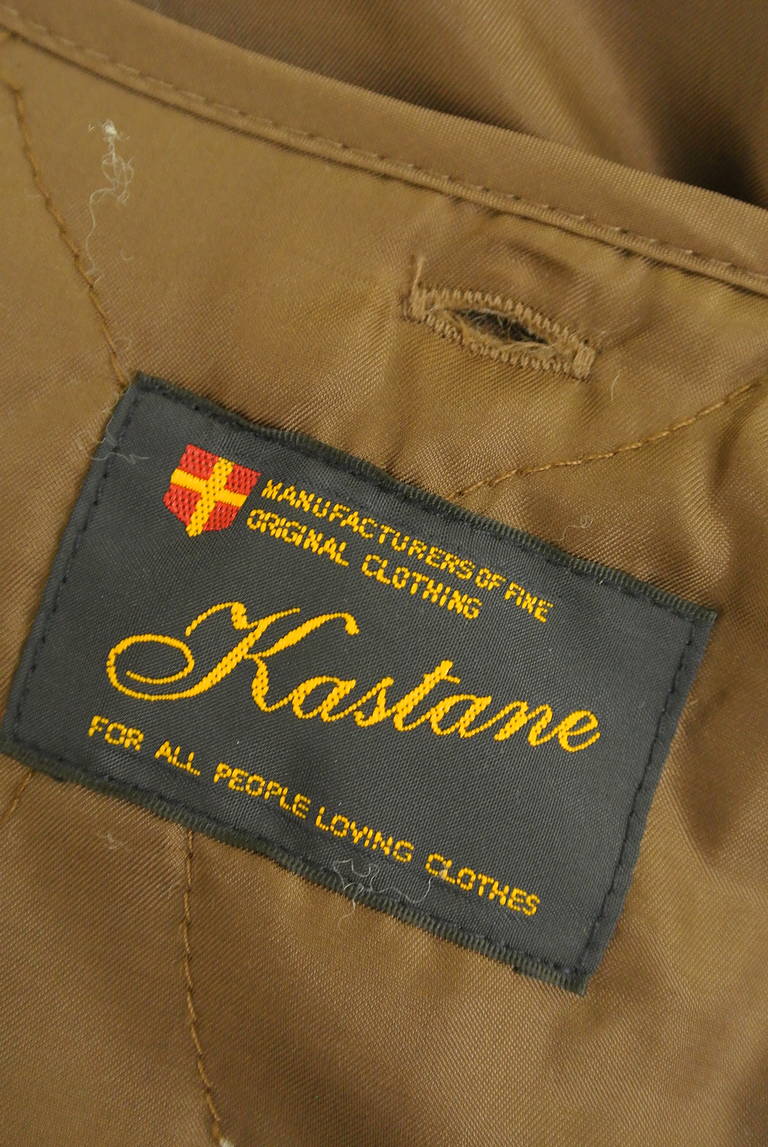 MANUFACTURERS OF FINE
ORIGINAL CLOTHING
Kastane
FOR ALL PEOPLE LOVING CLOTHES